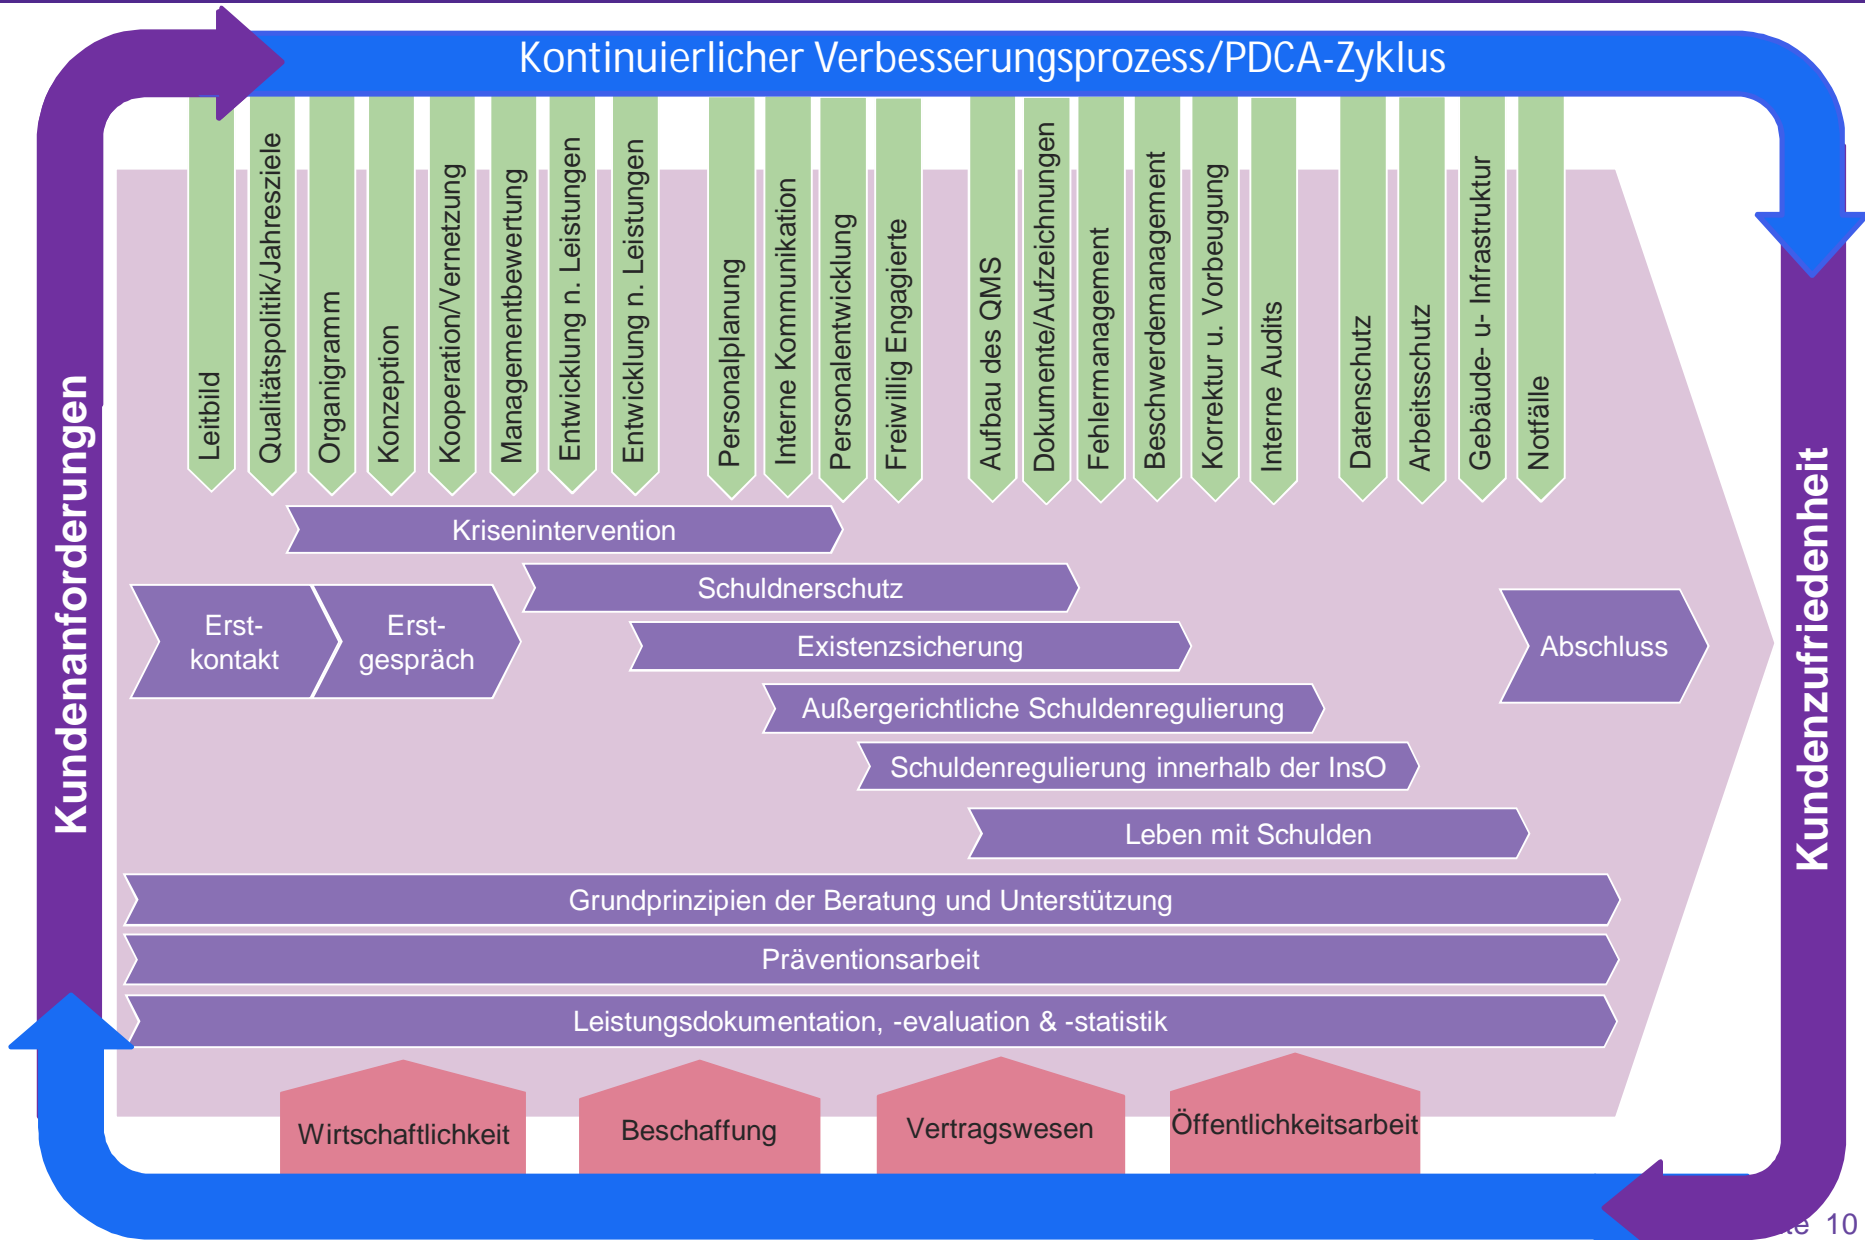 Kontinuierlicher Verbesserungsprozess/PDCA-Zyklus
Kundenanforderungen
Leitbild
Qualitätspolitik/Jahresziele
Organigramm
Konzeption
Kooperation/Vernetzung
Managementbewertung
Entwicklung n. Leistungen
Entwicklung n. Leistungen
Personalplanung
Interne Kommunikation
Personalentwicklung
Freiwillig Engagierte
Aufbau des QMS
Dokumente/Aufzeichnungen
Fehlermanagement
Beschwerdemanagement
Korrektur u. Vorbeugung
Interne Audits
Datenschutz
Arbeitsschutz
Gebäude- u- Infrastruktur
Notfälle
Krisenintervention
Schuldnerschutz
Erst-
kontakt
Erst-
gespräch
Existenzsicherung
Abschluss
Außergerichtliche Schuldenregulierung
Schuldenregulierung innerhalb der InsO
Leben mit Schulden
Grundprinzipien der Beratung und Unterstützung
Präventionsarbeit
Leistungsdokumentation, -evaluation & -statistik
Kundenzufriedenheit
Wirtschaftlichkeit
Beschaffung
Vertragswesen
Öffentlichkeitsarbeit
10